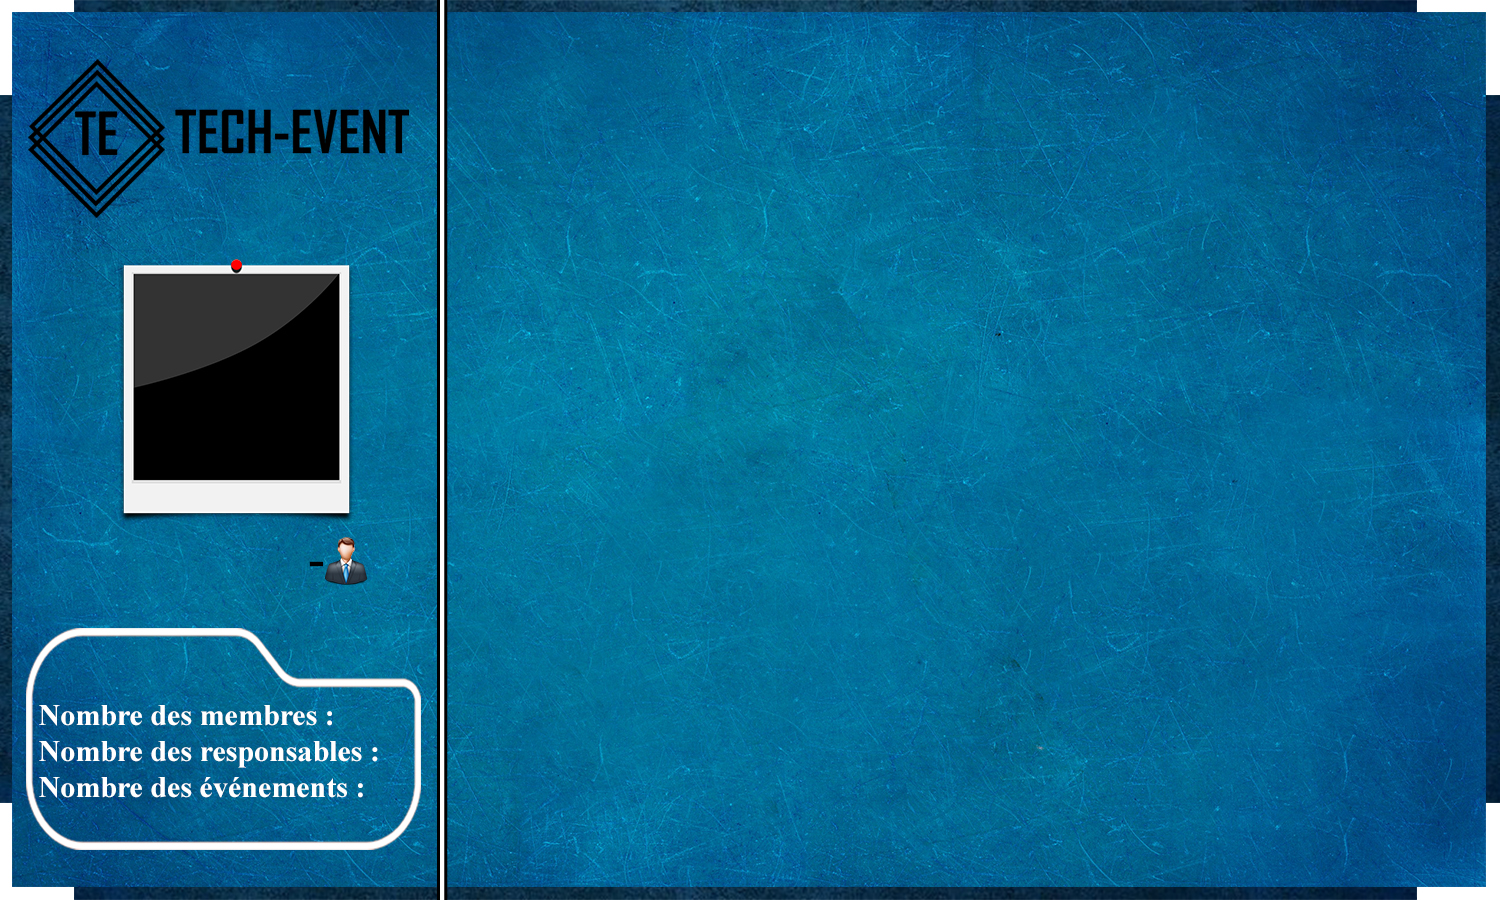 TE
TECH-EVENT
-
Nombre des membres :
Nombre des responsables :
Nombre des événements :